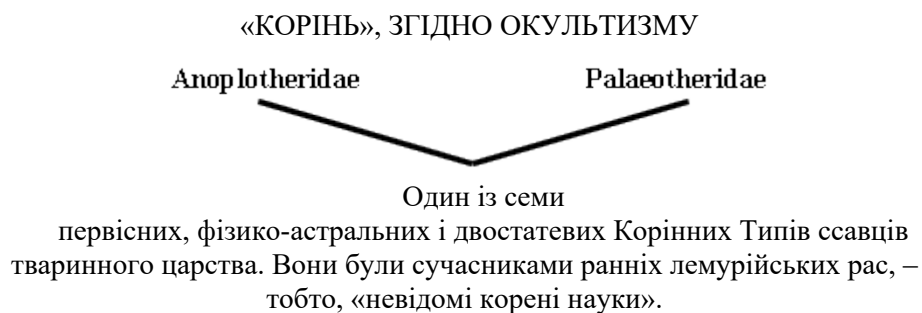 «КОРІНЬ», ЗГІДНО ОКУЛЬТИЗМУ
Anoplotheridae Palaeotheridae
Один із семи
первісних, фізико-астральних і двостатевих Корінних Типів ссавців
тваринного царства. Вони були сучасниками ранніх лемурійських рас, –
тобто, «невідомі корені науки».